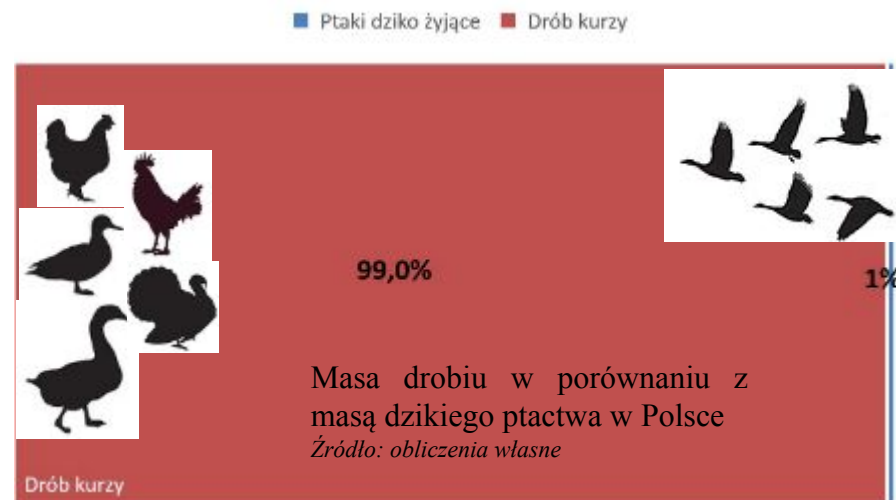 Ptaki dziko żyjące Drób kurzy
99,0%
1%
Masa drobiu w porównaniu z
masą dzikiego ptactwa w Polsce
Źródło: obliczenia własne
Drób kurzy